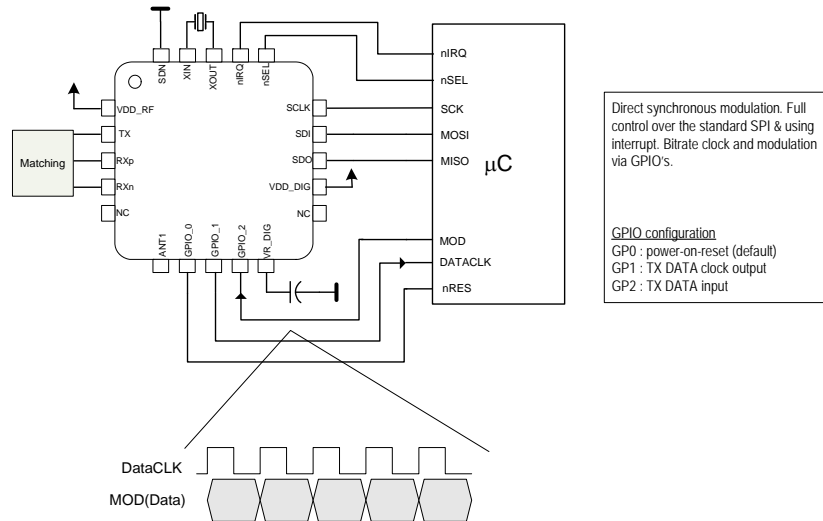 SDN
XIN
XOUT
nIRQ
nSEL
VDD_RF
TX
RXp
RXn
NC
SCLK
SDI
SDO
VDD_DIG
NC
ANT1
GPIO_0
GPIO_1
GPIO_2
VR_DIG
Matching
nIRQ
nSEL
SCK
MOSI
MISO
μC
MOD
DATACLK
nRES
Direct synchronous modulation. Full
control over the standard SPI & using
interrupt. Bitrate clock and modulation
via GPIO's.
GPIO configuration
GP0 : power-on-reset (default)
GP1 : TX DATA clock output
GP2 : TX DATA input
DataCLK
MOD(Data)